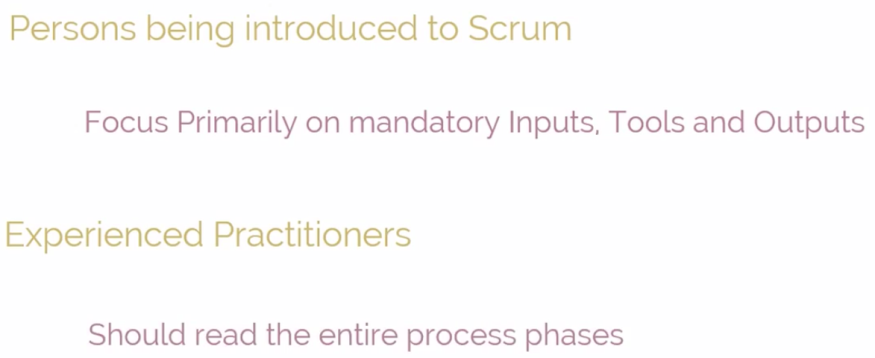 Persons being introduced to Scrum
Focus Primarily on mandatory Inputs, Tools and Outputs
Experienced Practitioners
Should read the entire process phases